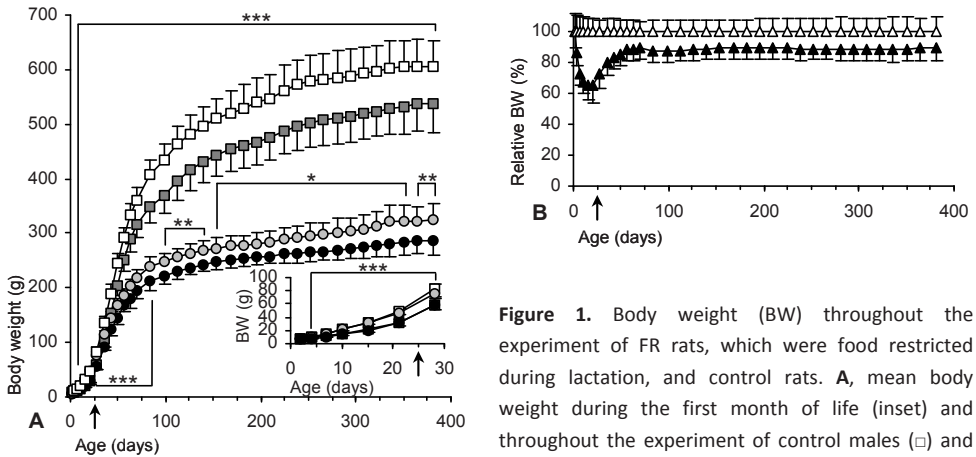 ***
700
600
500
400
300
200
100
0
Body weight (g)
*
**
**
***
***
BW (g)
100
80
60
40
20
0
0 10 20 30
Age (days)
0 100 200 300 400
Age (days)
A
120
100
80
60
40
20
0
Relative BW (%)
0 100 200 300 400
Age (days)
B
Figure 1. Body weight (BW) throughout the
experiment of FR rats, which were food restricted
during lactation, and control rats. A, mean body
weight during the first month of life (inset) and
throughout the experiment of control males (□) and